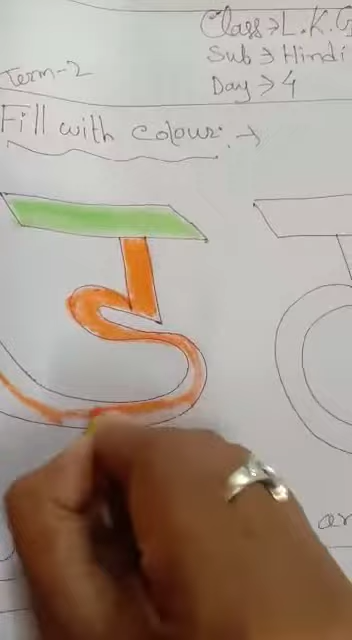 Class → L.K.G
Sub → Hindi
Term-2
Day → 4
Fill with colour: →